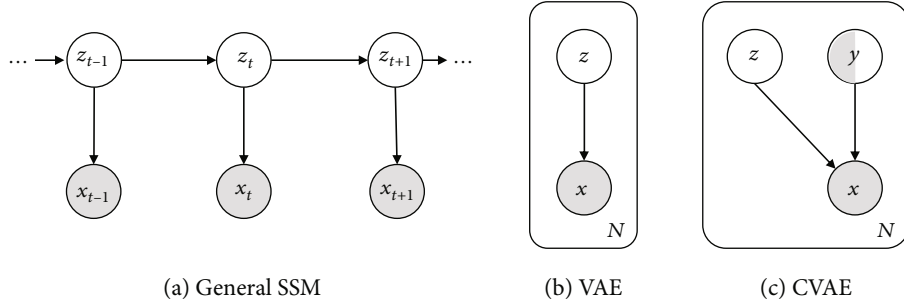 … z_{t–1} z_t z_{t+1} …
x_{t–1} x_t x_{t+1}
(a) General SSM
z
x
N
(b) VAE
z y
x
N
(c) CVAE